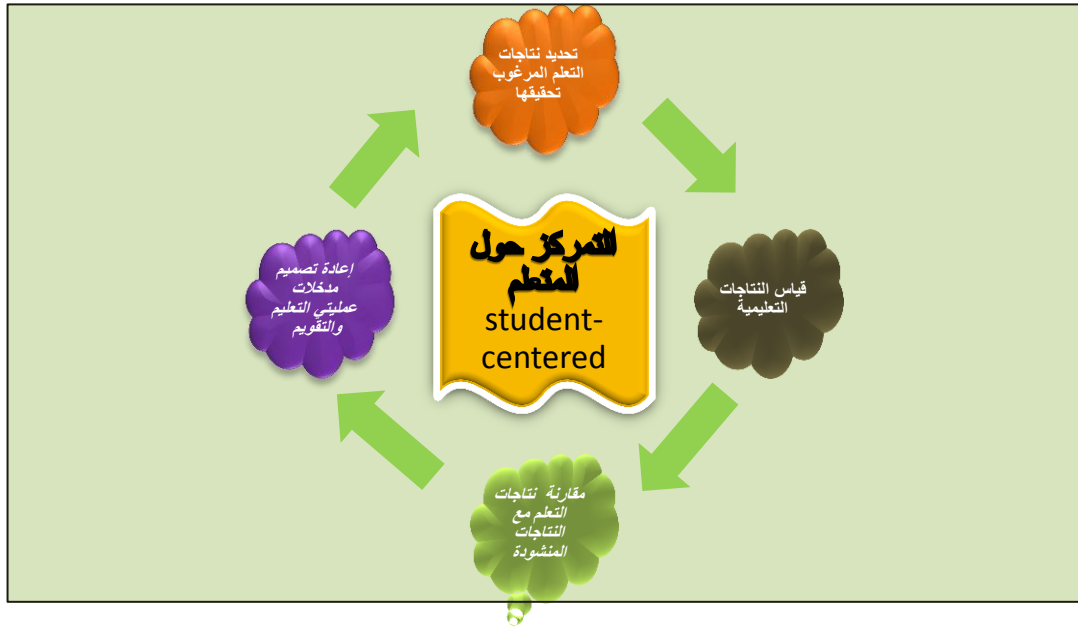 تحديد نتاجات
التعلم المرغوب
تحقيقها
قياس النتاجات
التعليمية
مقارنة نتاجات
التعلم مع
النتاجات
المنشودة
إعادة تصميم
مدخلات
عمليتي التعليم
والتقويم
التمركز حول
المتعلم
student-
centered